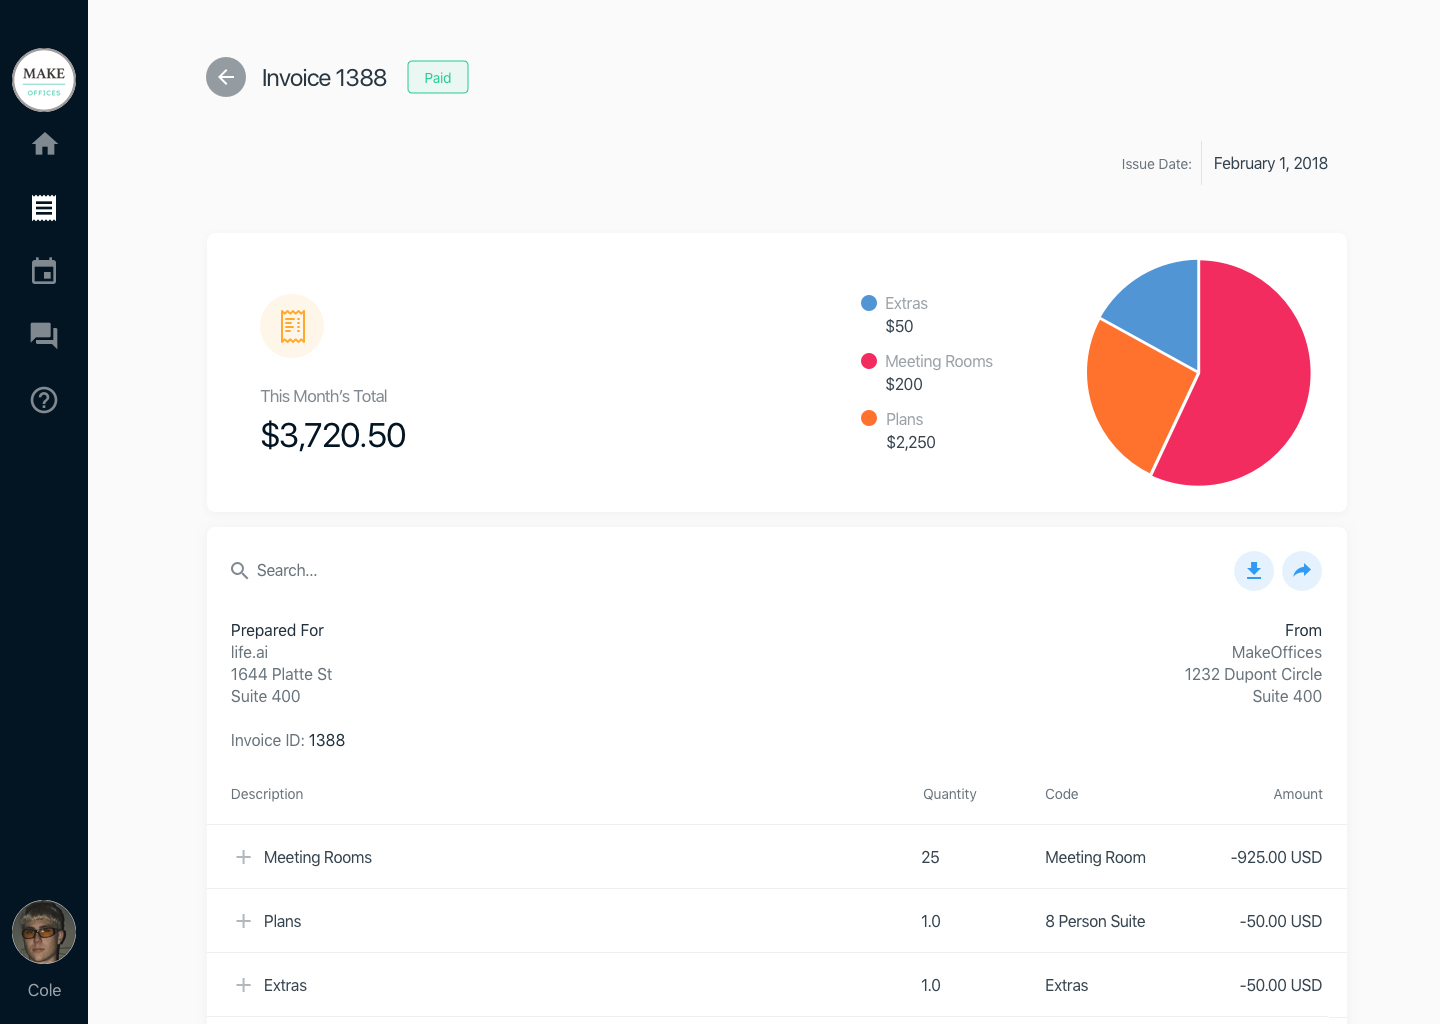 MAKE
OFFICES
Invoice 1388
Paid
Issue Date: February 1, 2018
This Month's Total
$3,720.50
Extras
$50
Meeting Rooms
$200
Plans
$2,250
Search...
Prepared For
life.ai
1644 Platte St
Suite 400
From
MakeOffices
1232 Dupont Circle
Suite 400
Invoice ID: 1388
Description Quantity Code Amount
Meeting Rooms 25 Meeting Room -925.00 USD
Plans 1.0 8 Person Suite -50.00 USD
Extras 1.0 Extras -50.00 USD
Cole